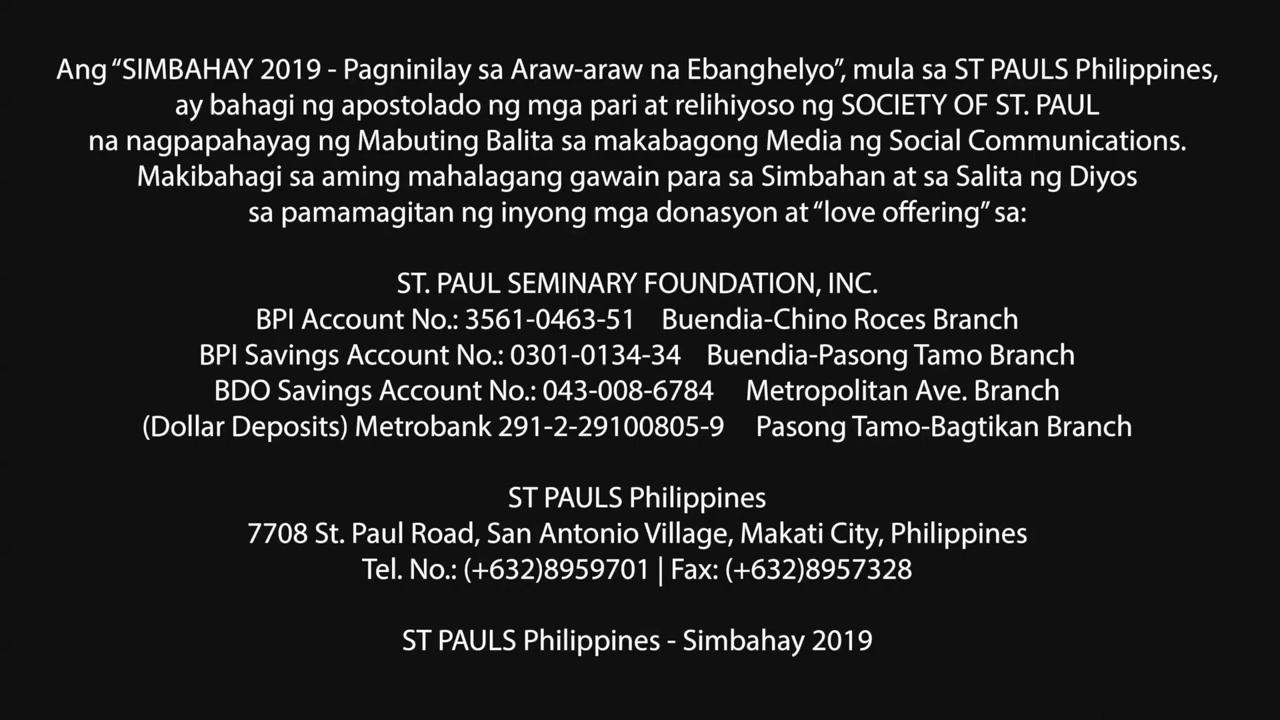 Ang “SIMBAHAY 2019 - Pagninilay sa Araw-araw na Ebanghelyo”, mula sa ST PAULS Philippines,
ay bahagi ng apostolado ng mga pari at relihiyoso ng SOCIETY OF ST. PAUL
na nagpapahayag ng Mabuting Balita sa makabagong Media ng Social Communications.
Makibahagi sa aming mahalagang gawain para sa Simbahan at sa Salita ng Diyos
sa pamamagitan ng inyong mga donasyon at “love offering” sa:
ST. PAUL SEMINARY FOUNDATION, INC.
BPI Account No.: 3561-0463-51 Buendia-Chino Roces Branch
BPI Savings Account No.: 0301-0134-34 Buendia-Pasong Tamo Branch
BDO Savings Account No.: 043-008-6784 Metropolitan Ave. Branch
(Dollar Deposits) Metrobank 291-2-29100805-9 Pasong Tamo-Bagtikan Branch
ST PAULS Philippines
7708 St. Paul Road, San Antonio Village, Makati City, Philippines
Tel. No.: (+632)8959701 | Fax: (+632)8957328
ST PAULS Philippines - Simbahay 2019